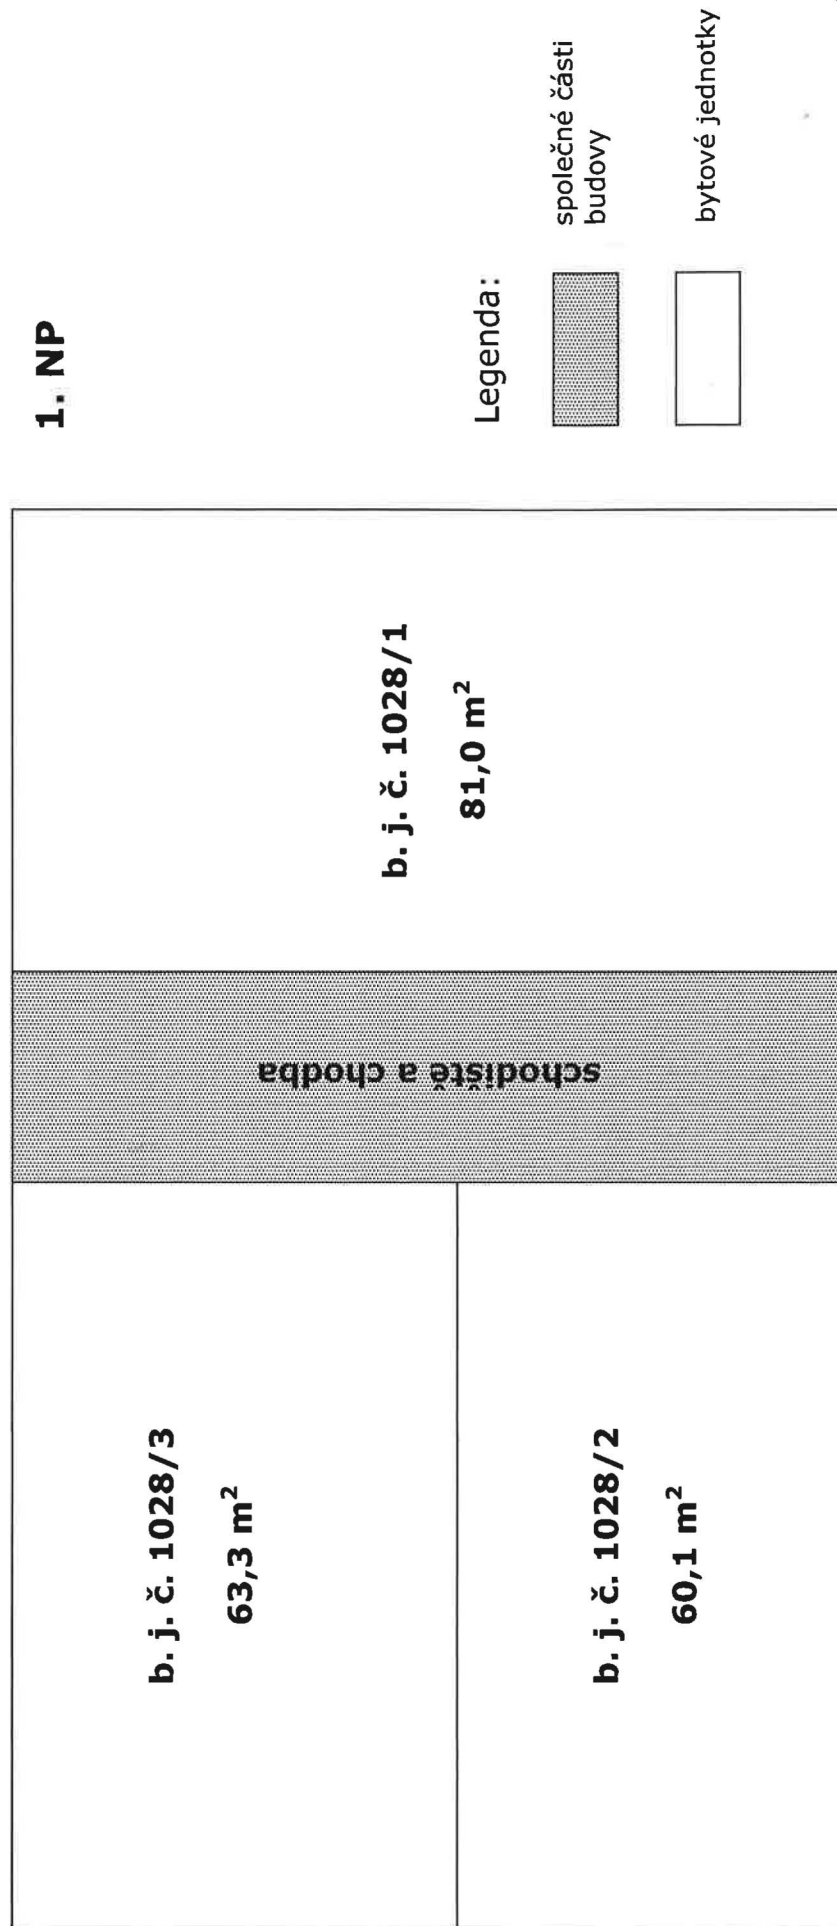 1. NP
b. j. č. 1028/3
63,3 m²
b. j. č. 1028/2
60,1 m²
schodiště a chodba
b. j. č. 1028/1
81,0 m²
Legenda:
společné části
budovy
bytové jednotky